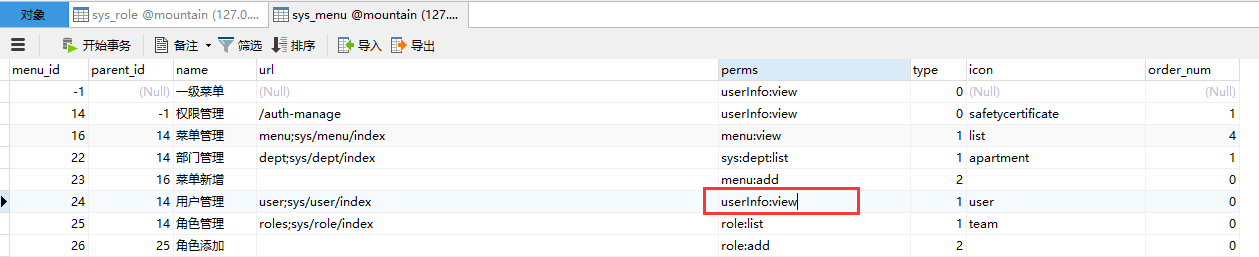 对象 sys_role @mountain (127.0.... sys_menu @mountain (127....
开始事务 备注 筛选 排序 导入 导出
menu_id parent_id name url perms type icon order_num
-1 (Null) 一级菜单 userInfo:view 0 (Null) (Null)
14 -1 权限管理 /auth-manage userInfo:view 0 safetycertificate 1
16 14 菜单管理 menu;sys/menu/index menu:view 1 list 4
22 14 部门管理 dept;sys/dept/index sys:dept:list 1 apartment 1
23 16 菜单新增 menu:add 2 0
24 14 用户管理 user;sys/user/index userInfo:view 1 user 0
25 14 角色管理 roles;sys/role/index role:list 1 team 0
26 25 角色添加 role:add 2 0